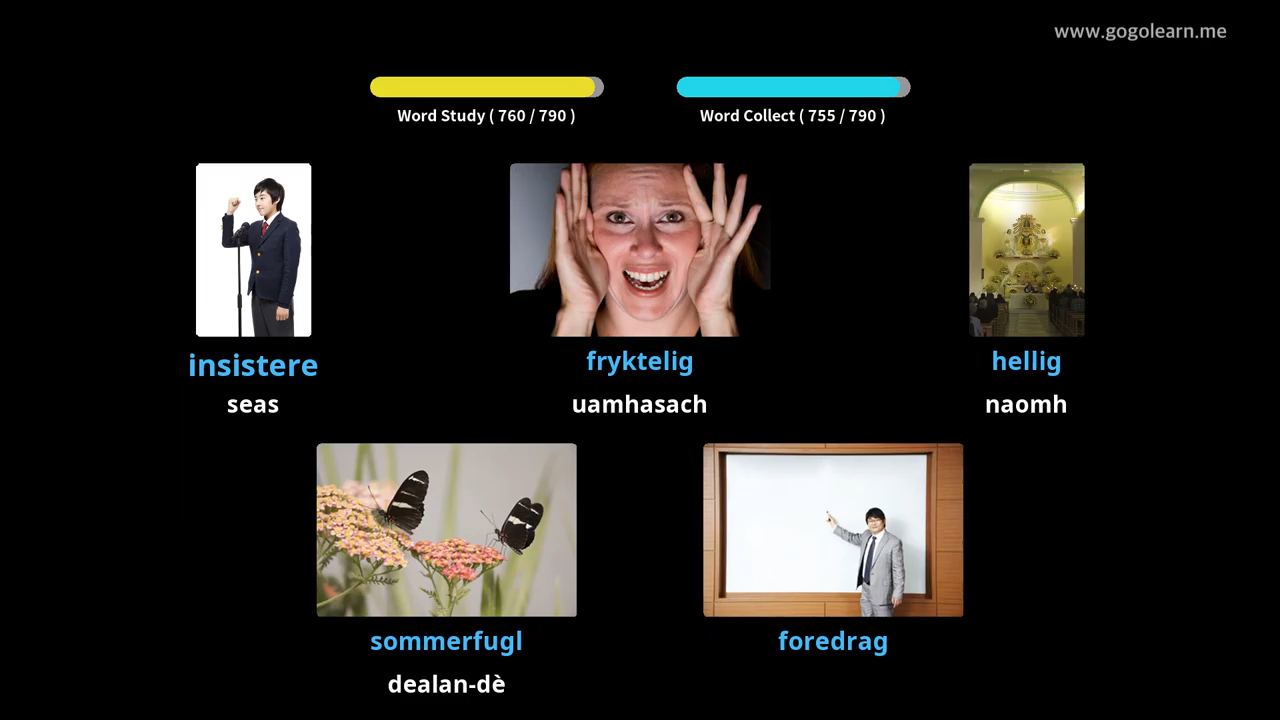 www.gogolearn.me
Word Study ( 760 / 790 )
Word Collect ( 755 / 790 )
insistere
fryktelig
hellig
seas
uamhasach
naomh
sommerfugl
foredrag
dealan-dè